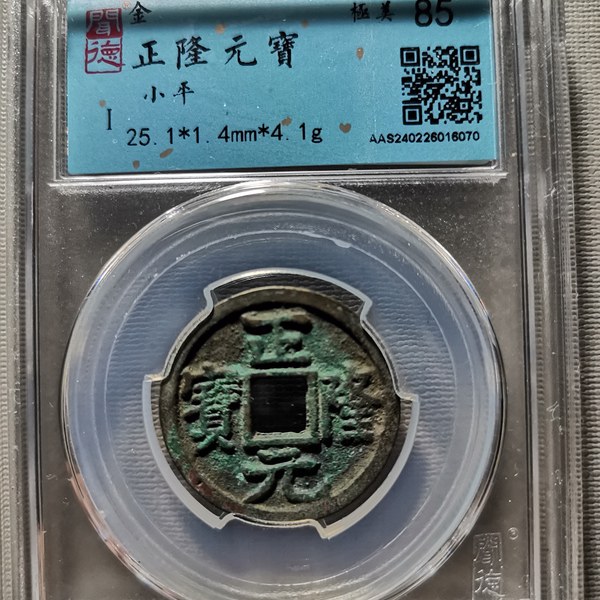 聞德
金
極美 85
正隆元寶
小平
I
25.1*1.4mm*4.1g
AAS240226016070
正隆元寶
聞德